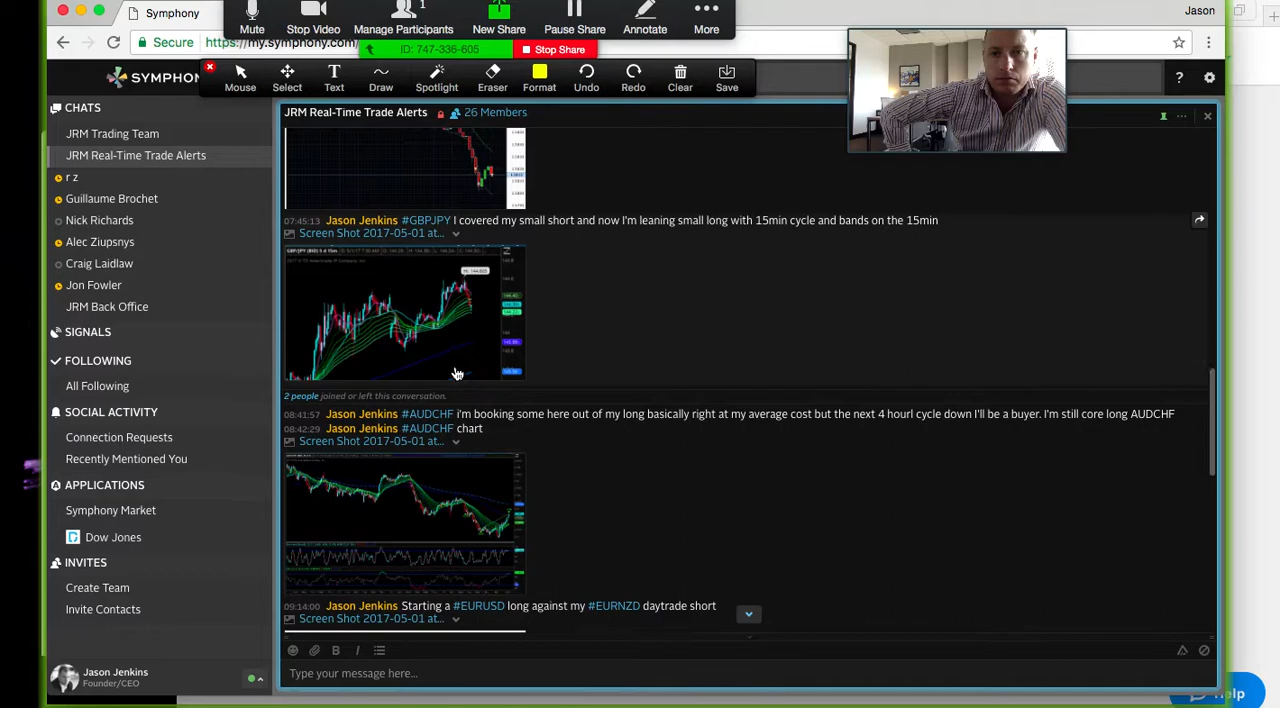 Symphony
Jason
Mute
Stop Video
Manage Participants
1
New Share
Pause Share
Annotate
More
ID: 747-336-605
Stop Share
Secure
https://my.symphony.com/
SYMPHON
Mouse
Select
Text
Draw
Spotlight
Eraser
Format
Undo
Redo
Clear
Save
CHATS
JRM Trading Team
JRM Real-Time Trade Alerts
r z
Guillaume Brochet
Nick Richards
Alec Ziupsnys
Craig Laidlaw
Jon Fowler
JRM Back Office
SIGNALS
FOLLOWING
All Following
SOCIAL ACTIVITY
Connection Requests
Recently Mentioned You
APPLICATIONS
Symphony Market
Dow Jones
INVITES
Create Team
Invite Contacts
Jason Jenkins
Founder/CEO
JRM Real-Time Trade Alerts 26 Members
07:45:13 Jason Jenkins #GBPJPY I covered my small short and now I'm leaning small long with 15min cycle and bands on the 15min
Screen Shot 2017-05-01 at...
2 people joined or left this conversation.
08:41:57 Jason Jenkins #AUDCHF i'm booking some here out of my long basically right at my average cost but the next 4 hourl cycle down I'll be a buyer. I'm still core long AUDCHF
08:42:29 Jason Jenkins #AUDCHF chart
Screen Shot 2017-05-01 at...
09:14:00 Jason Jenkins Starting a #EURUSD long against my #EURNZD daytrade short
Screen Shot 2017-05-01 at...
B I
Type your message here...
Help